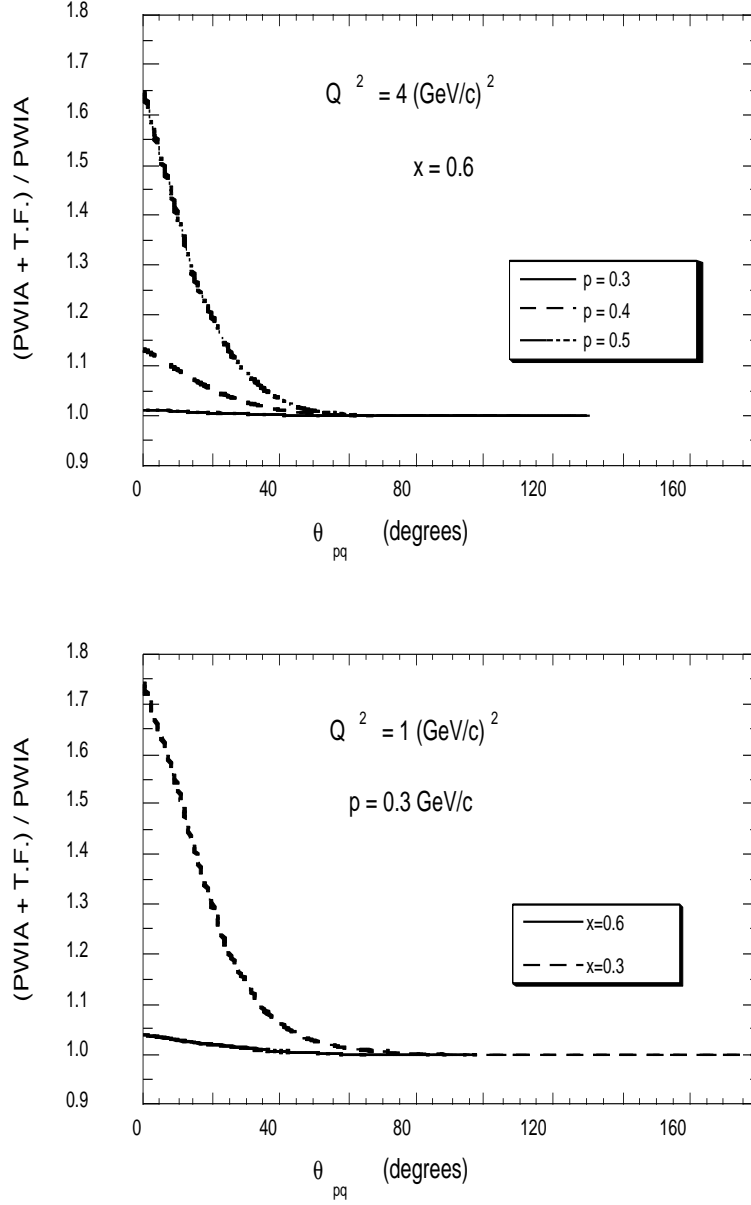 1.8
1.7
1.6
1.5
1.4
1.3
1.2
1.1
1.0
0.9
(PWIA + T.F.) / PWIA
Q 2 = 4 (GeV/c) 2
x = 0.6
p = 0.3
p = 0.4
p = 0.5
0 40 80 120 160
θ pq (degrees)
1.8
1.7
1.6
1.5
1.4
1.3
1.2
1.1
1.0
0.9
(PWIA + T.F.) / PWIA
Q 2 = 1 (GeV/c) 2
p = 0.3 GeV/c
x=0.6
x=0.3
0 40 80 120 160
θ pq (degrees)